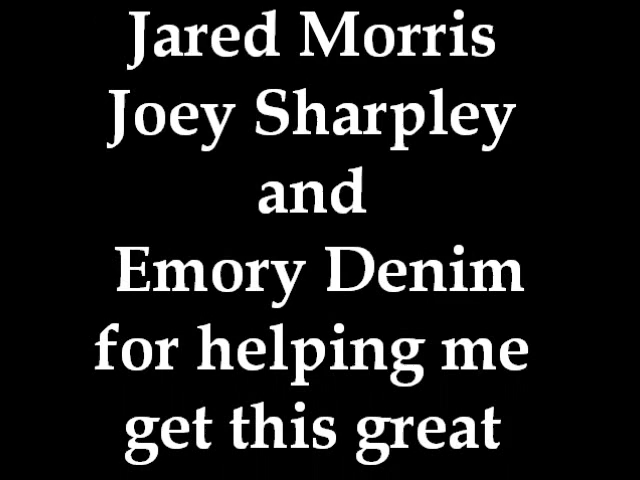 Jared Morris
Joey Sharpley
and
Emory Denim
for helping me
get this great